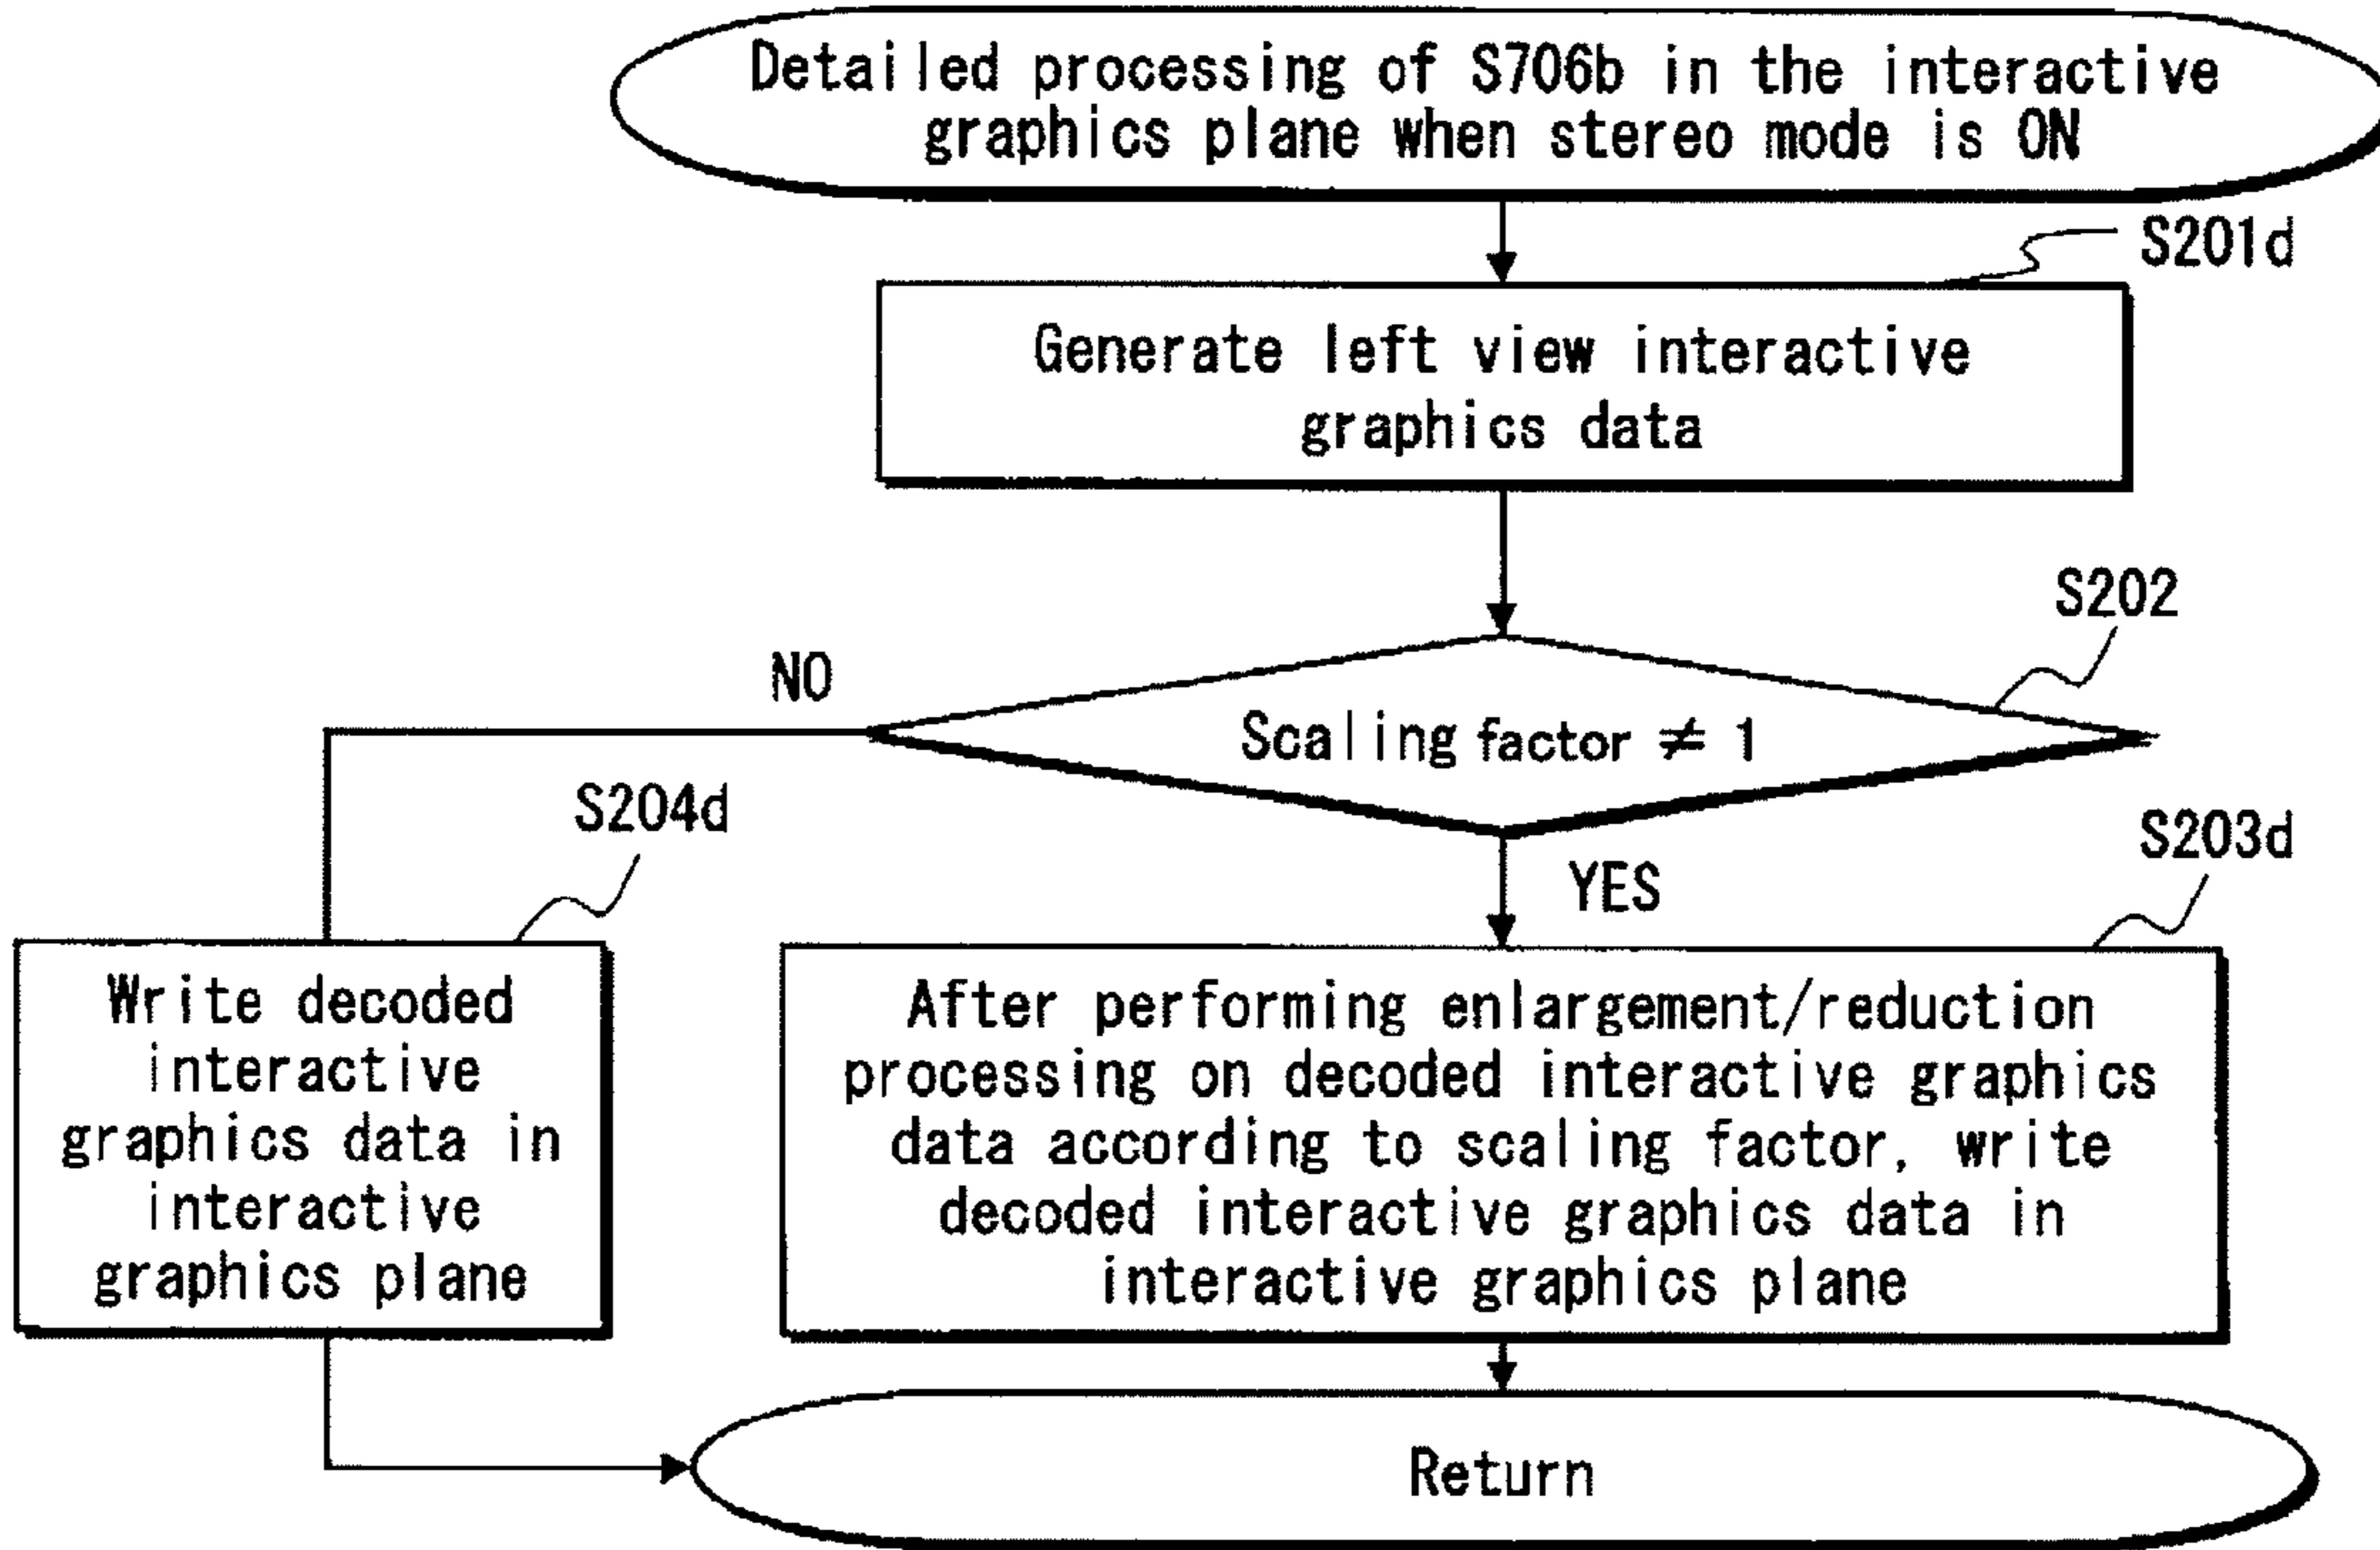 Detailed processing of S706b in the interactive
graphics plane when stereo mode is ON
S201d
Generate left view interactive
graphics data
S202
NO
Scaling factor ≠ 1
S204d
S203d
YES
Write decoded
interactive
graphics data in
interactive
graphics plane
After performing enlargement/reduction
processing on decoded interactive graphics
data according to scaling factor, write
decoded interactive graphics data in
interactive graphics plane
Return